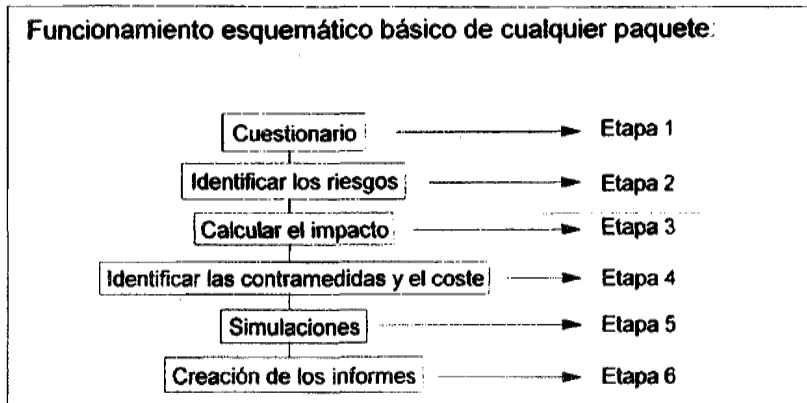 Funcionamiento esquemático básico de cualquier paquete:
Cuestionario Etapa 1
Identificar los riesgos Etapa 2
Calcular el impacto Etapa 3
Identificar las contramedidas y el coste Etapa 4
Simulaciones Etapa 5
Creación de los informes Etapa 6